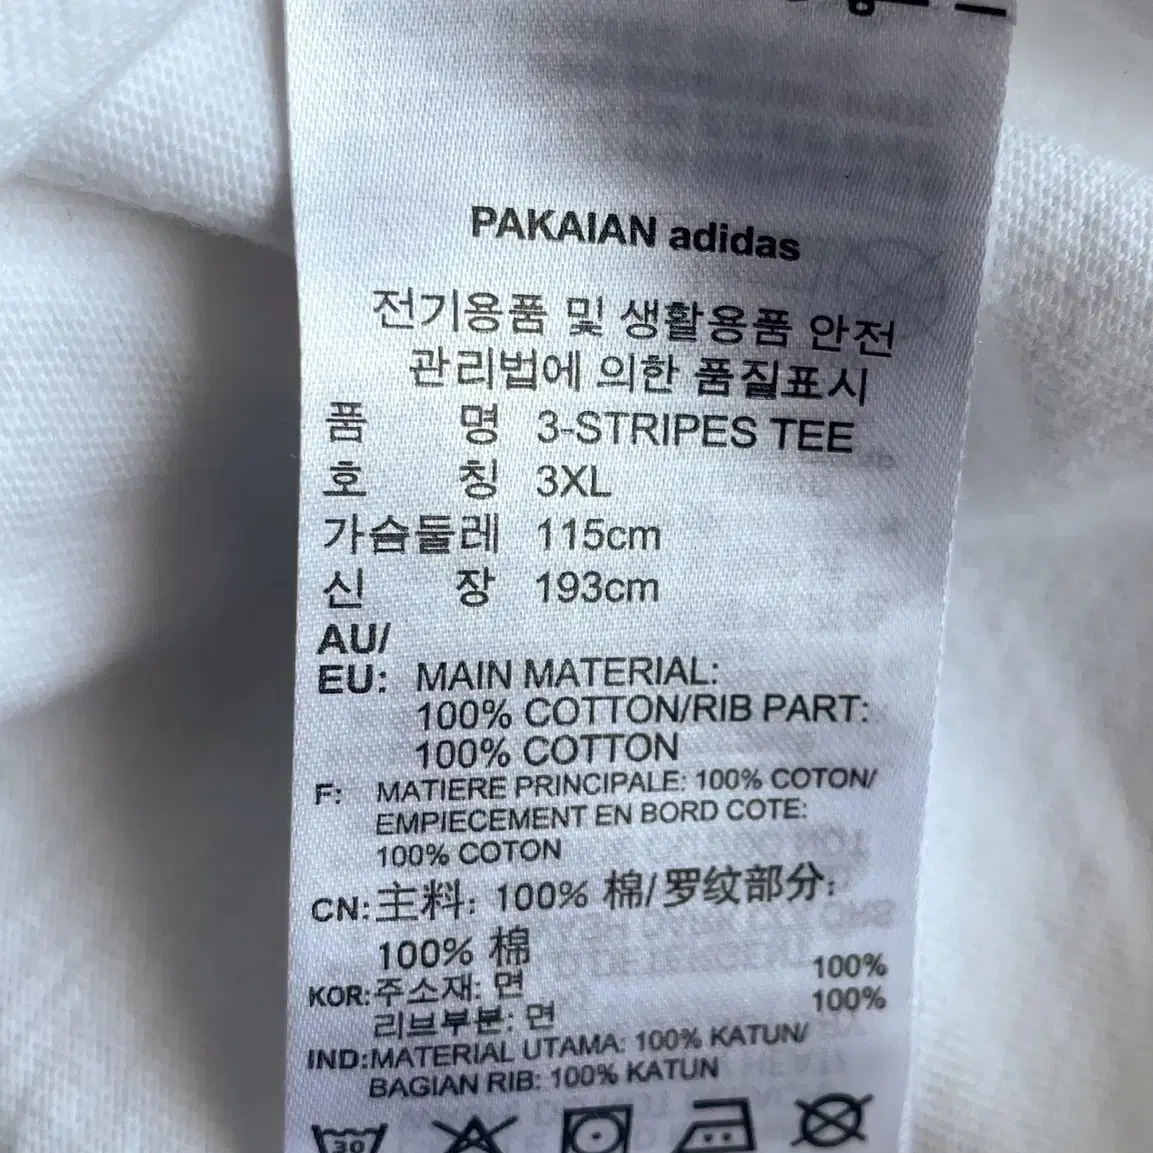 PAKAIAN adidas
전기용품 및 생활용품 안전
관리법에 의한 품질표시
품 명 3-STRIPES TEE
호 칭 3XL
가슴둘레 115cm
신 장 193cm
AU/
EU: MAIN MATERIAL:
100% COTTON/RIB PART:
100% COTTON
F: MATIERE PRINCIPALE: 100% COTON/
EMPIECEMENT EN BORD COTE:
100% COTON
CN: 主料: 100% 棉/罗纹部分:
100% 棉
KOR: 주소재: 면 100%
리브부분: 면 100%
IND: MATERIAL UTAMA: 100% KATUN/
BAGIAN RIB: 100% KATUN
30